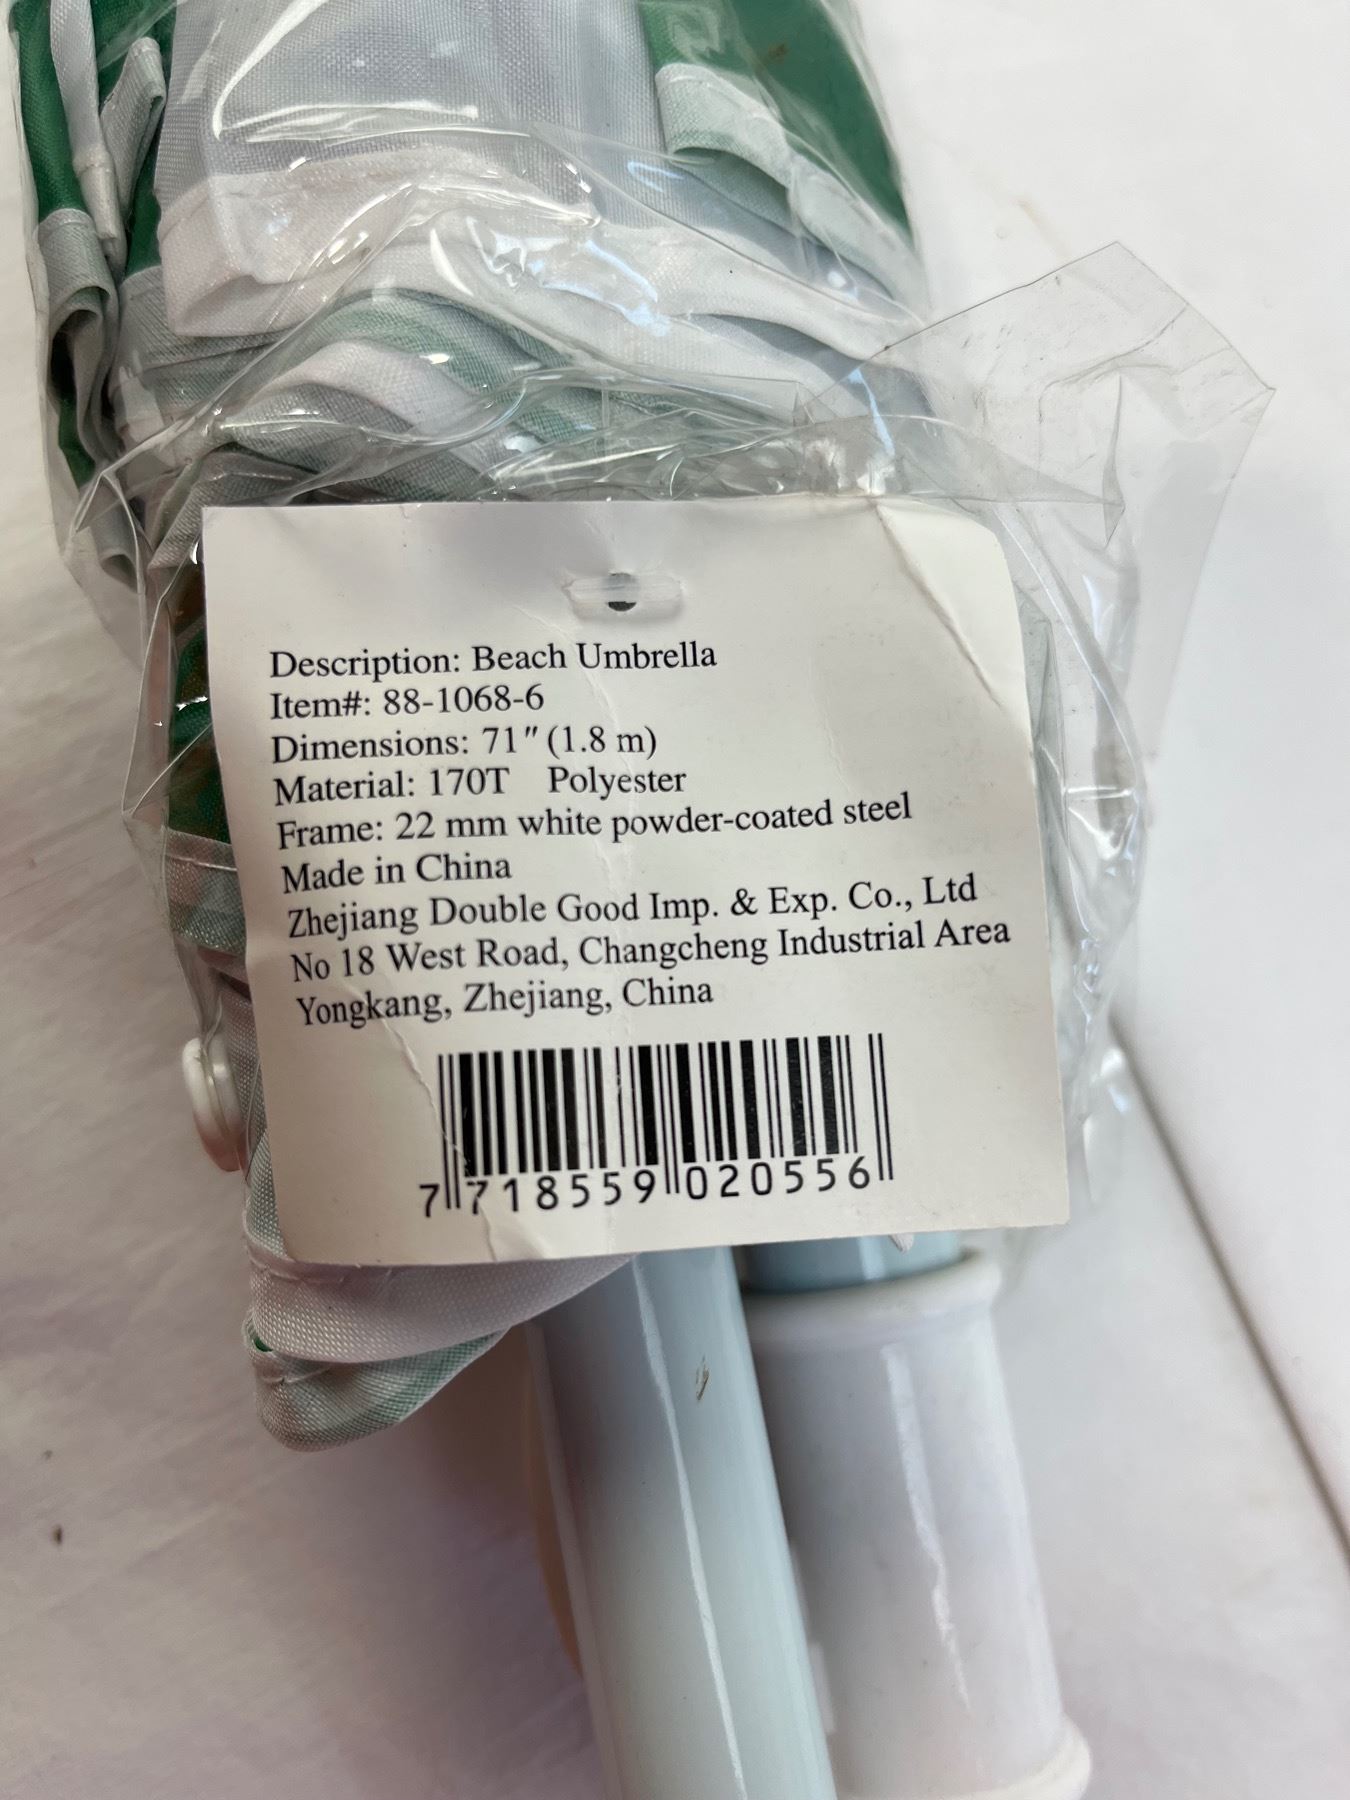 Description: Beach Umbrella
Item#: 88-1068-6
Dimensions: 71" (1.8 m)
Material: 170T Polyester
Frame: 22 mm white powder-coated steel
Made in China
Zhejiang Double Good Imp. & Exp. Co., Ltd
No 18 West Road, Changcheng Industrial Area
Yongkang, Zhejiang, China
7 718559 020556